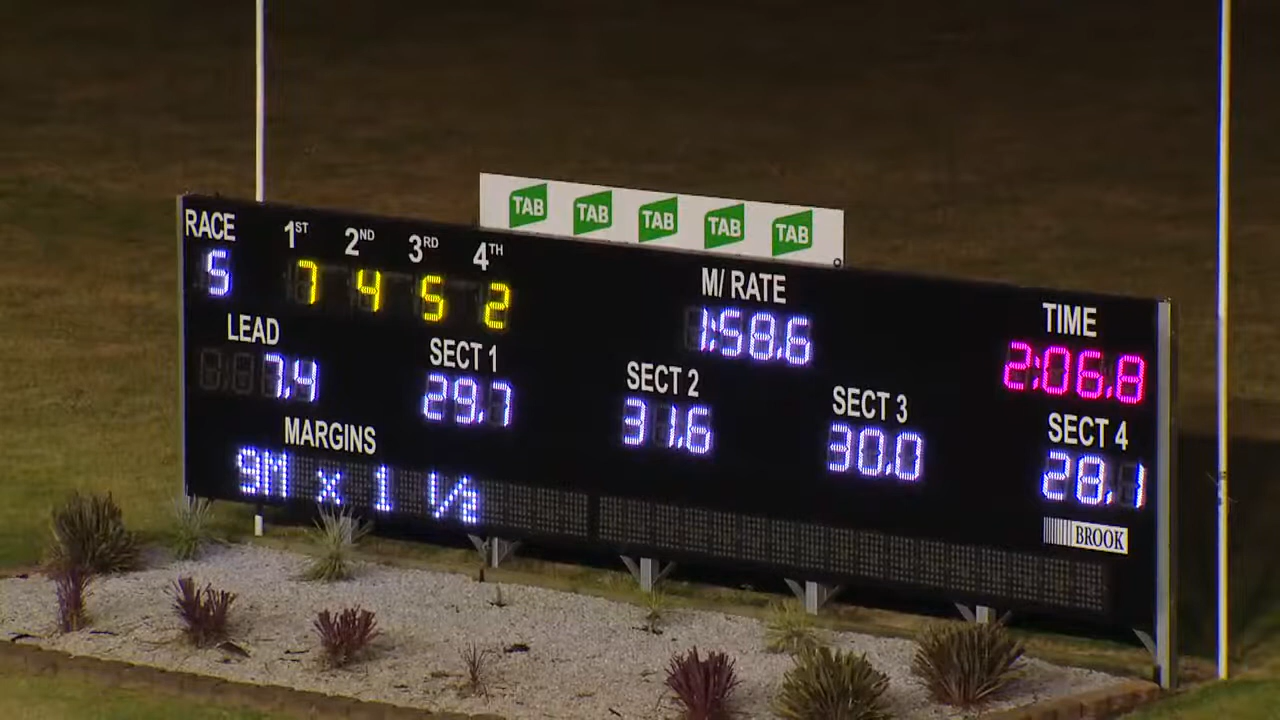 TAB TAB TAB TAB TAB
RACE 1ST 2ND 3RD 4TH
5 7 4 5 2
M/ RATE
1:58.6
TIME
2:06.8
LEAD
7.4
SECT 1
29.7
SECT 2
31.6
SECT 3
30.0
SECT 4
28.1
MARGINS
9M x 1
BROOK